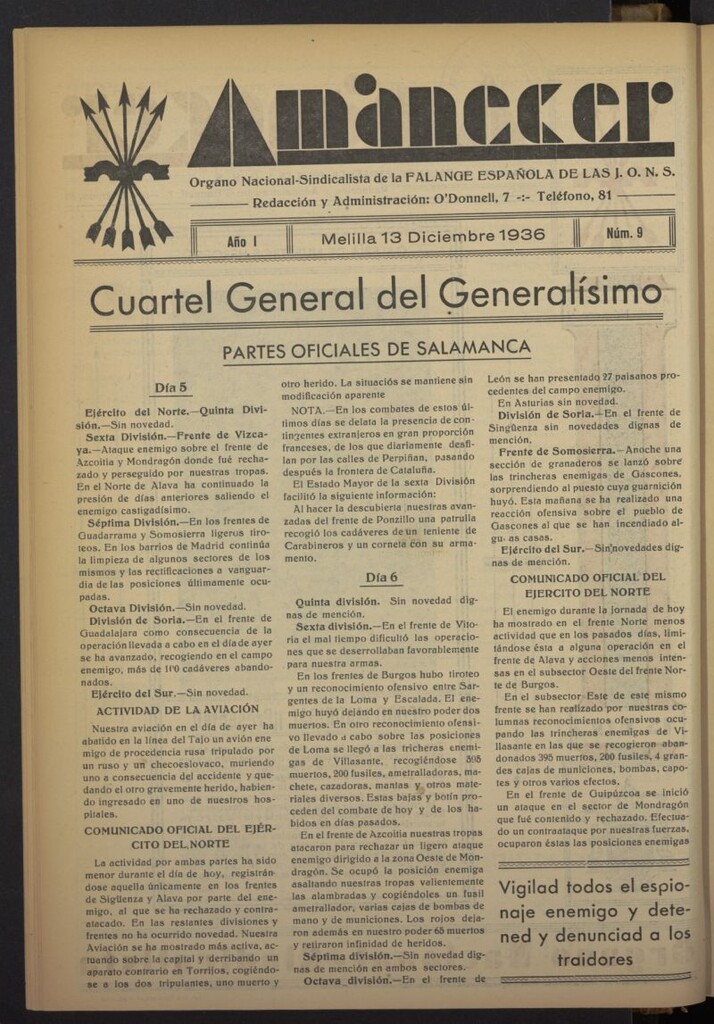 Amànecer
Organo Nacional-Sindicalista de la FALANGE ESPAÑOLA DE LAS J. O. N. S.
Redacción y Administración: O'Donnell, 7 -:- Teléfono, 81
Año I
Melilla 13 Diciembre 1936
Núm. 9
Cuartel General del Generalísimo
PARTES OFICIALES DE SALAMANCA
Día 5
Ejército del Norte.—Quinta Divi-
sión.—Sin novedad.
Sexta División.—Frente de Vizca-
ya.—Ataque enemigo sobre el frente de
Azcoitia y Mondragón donde fué recha-
zado y perseguido por nuestras tropas.
En el Norte de Alava ha continuado la
presión de días anteriores saliendo el
enemigo castigadísimo.
Séptima División.—En los frentes de
Guadarrama y Somosierra ligeros tiro-
teos. En los barrios de Madrid continúa
la limpieza de algunos sectores de los
mismos y las rectificaciones a vanguar-
dia de las posiciones últimamente ocu-
padas.
Octava División.—Sin novedad.
División de Soria.—En el frente de
Guadalajara como consecuencia de la
operación llevada a cabo en el día de ayer
se ha avanzado, recogiendo en el campo
enemigo, más de 100 cadáveres abando-
nados.
Ejército del Sur.—Sin novedad.
ACTIVIDAD DE LA AVIACIÓN
Nuestra aviación en el día de ayer ha
abatido en la línea del Tajo un avión ene
migo de procedencia rusa tripulado por
un ruso y un checoeslovaco, muriendo
uno a consecuencia del accidente y que-
dando el otro gravemente herido, habien-
do ingresado en uno de nuestros hos-
pitales.
COMUNICADO OFICIAL DEL EJÉR-
CITO DEL NORTE
La actividad por ambas partes ha sido
menor durante el día de hoy, registrán-
dose aquella únicamente en los frentes
de Sigüenza y Alava por parte del ene-
migo, al que se ha rechazado y contra-
atacado. En las restantes divisiones y
frentes no ha ocurrido novedad. Nuestra
Aviación se ha mostrado más activa, ac-
tuando sobre la capital y derribando un
aparato contrario en Torrijos, cogiéndo-
se a los dos tripulantes, uno muerto y
otro herido. La situaciós se mantiene sin
modificación aparente
NOTA.—En los combates de estos úl-
timos días se delata la presencia de con-
tingentes extranjeros en gran proporción
franceses, de los que diariamente desfi-
lan por las calles de Perpiñan, pasando
después la frontera de Cataluña.
El Estado Mayor de la sexta División
facilitó la siguiente información:
Al hacer la descubierta nuestras avan-
zadas del frente de Ponzillo una patrulla
recogió los cadáveres de un teniente de
Carabineros y un corneta con su arma-
mento.
Día 6
Quinta división. Sin novedad dig-
nas de mención.
Sexta división.—En el frente de Vito-
ria el mal tiempo dificultó las operacio-
nes que se desarrollaban favorablemente
para nuestra armas.
En los frentes de Burgos hubo tiroteo
y un reconocimiento ofensivo entre Sar-
gentes de la Loma y Escalada. El ene-
migo huyó dejando en nuestro poder dos
muertos. En otro reconocimiento ofensi-
vo llevado a cabo sobre las posiciones
de Loma se llegó a las tricheras enemi-
gas de Villasante, recogiéndose 395
muertos, 200 fusiles, ametralladoras, ma-
chete, cazadoras, mantas y otros mate-
riales diversos. Estas bajas y botín pro-
ceden del combate de hoy y de los ha-
bidos en días pasados.
En el frente de Azcoitia nuestras tropas
atacaron para rechazar un ligero ataque
enemigo dirigido a la zona Oeste de Mon-
dragón. Se ocupó la posición enemiga
asaltando nuestras tropas valientemente
las alambradas y cogiéndoles un fusil
ametrallador, varias cajas de bombas de
mano y de municiones. Los rojos deja-
ron además en nuestro poder 65 muertos
y retiraron infinidad de heridos.
Séptima división.—Sin novedad dig-
nas de mención en ambos sectores.
Octava división.—En el frente de
León se han presentado 27 paisanos pro-
cedentes del campo enemigo.
En Asturias sin novedad.
División de Soria.—En el frente de
Singüenza sin novedades dignas de
mención.
Frente de Somosierra.—Anoche una
sección de granaderos se lanzó sobre
las trincheras enemigas de Gascones,
sorprendiendo al puesto cuya guarnición
huyó. Esta mañana se ha realizado una
reacción ofensiva sobre el pueblo de
Gascones al que se han incendiado al-
gu as casas.
Ejército del Sur.—Sin novedades dig-
nas de mención.
COMUNICADO OFICIAL DEL
EJERCITO DEL NORTE
El enemigo durante la jornada de hoy
ha mostrado en el frente Norte menos
actividad que en los pasados días, limi-
tándose ésta a alguna operación en el
frente de Alava y acciones menos inten-
sas en el subsector Oeste del frente Nor-
te de Burgos.
En el subsector Este de este mismo
frente se han realizado por nuestras co-
lumnas reconocimientos ofensivos ocu-
pando las trincheras enemigas de Vi-
llasante en las que se recogieron aban-
donados 395 muertos, 200 fusiles, 4 gran-
des cajas de municiones, bombas, capo-
tes y otros varios efectos.
En el frente de Guipúzcoa se inició
un ataque en el sector de Mondragón
que fué contenido y rechazado. Efectua-
do un contraataque por nuestras fuerzas,
ocuparon éstas las posiciones enemigas
Vigilad todos el espio-
naje enemigo y dete-
ned y denunciad a los
traidores